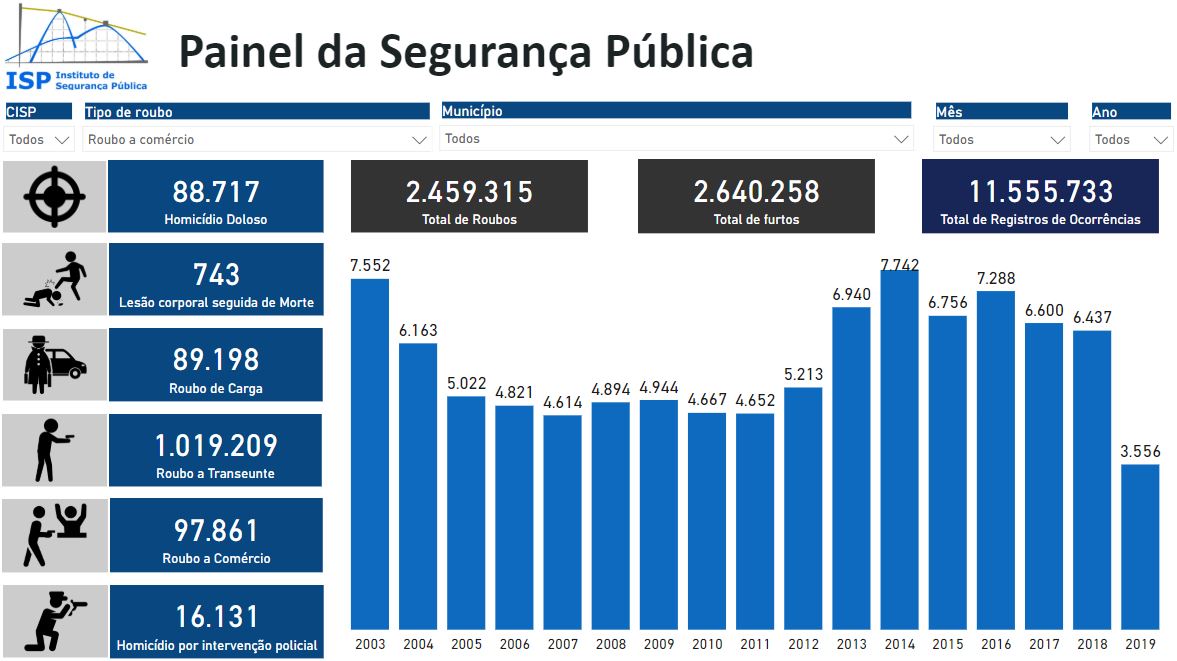 ISP Instituto de
Segurança Pública
Painel da Segurança Pública
CISP
Tipo de roubo
Município
Mês
Ano
Todos
Roubo a comércio
Todos
Todos
Todos
88.717
Homicídio Doloso
743
Lesão corporal seguida de Morte
89.198
Roubo de Carga
1.019.209
Roubo a Transeunte
97.861
Roubo a Comércio
16.131
Homicídio por intervenção policial
2.459.315
Total de Roubos
2.640.258
Total de furtos
11.555.733
Total de Registros de Ocorrências
7.552
6.163
5.022
4.821
4.614
4.894
4.944
4.667
4.652
5.213
6.940
7.742
6.756
7.288
6.600
6.437
3.556
2003
2004
2005
2006
2007
2008
2009
2010
2011
2012
2013
2014
2015
2016
2017
2018
2019